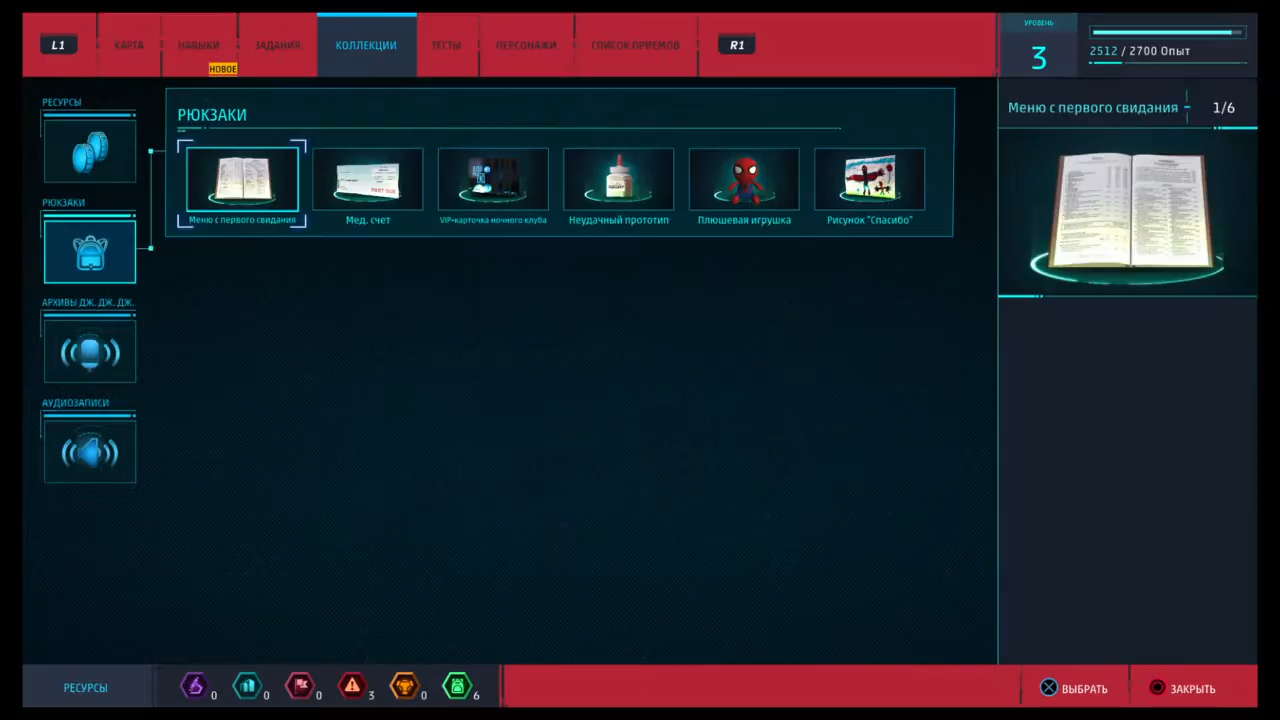 L1
КАРТА
НАВЫКИ
НОВОЕ
ЗАДАНИЯ
КОЛЛЕКЦИИ
ТЕСТЫ
ПЕРСОНАЖИ
СПИСОК ПРИЕМОВ
R1
УРОВЕНЬ
3
2512 / 2700 Опыт
РЕСУРСЫ
РЮКЗАКИ
АРХИВЫ ДЖ. ДЖ. ДЖ.
АУДИОЗАПИСИ
РЮКЗАКИ
Меню с первого свидания
Мед. счет
PAST DUE
VIP-карточка ночного клуба
Неудачный прототип
Плюшевая игрушка
Рисунок "Спасибо"
Меню с первого свидания
1/6
РЕСУРСЫ
0
0
0
3
0
6
ВЫБРАТЬ
ЗАКРЫТЬ